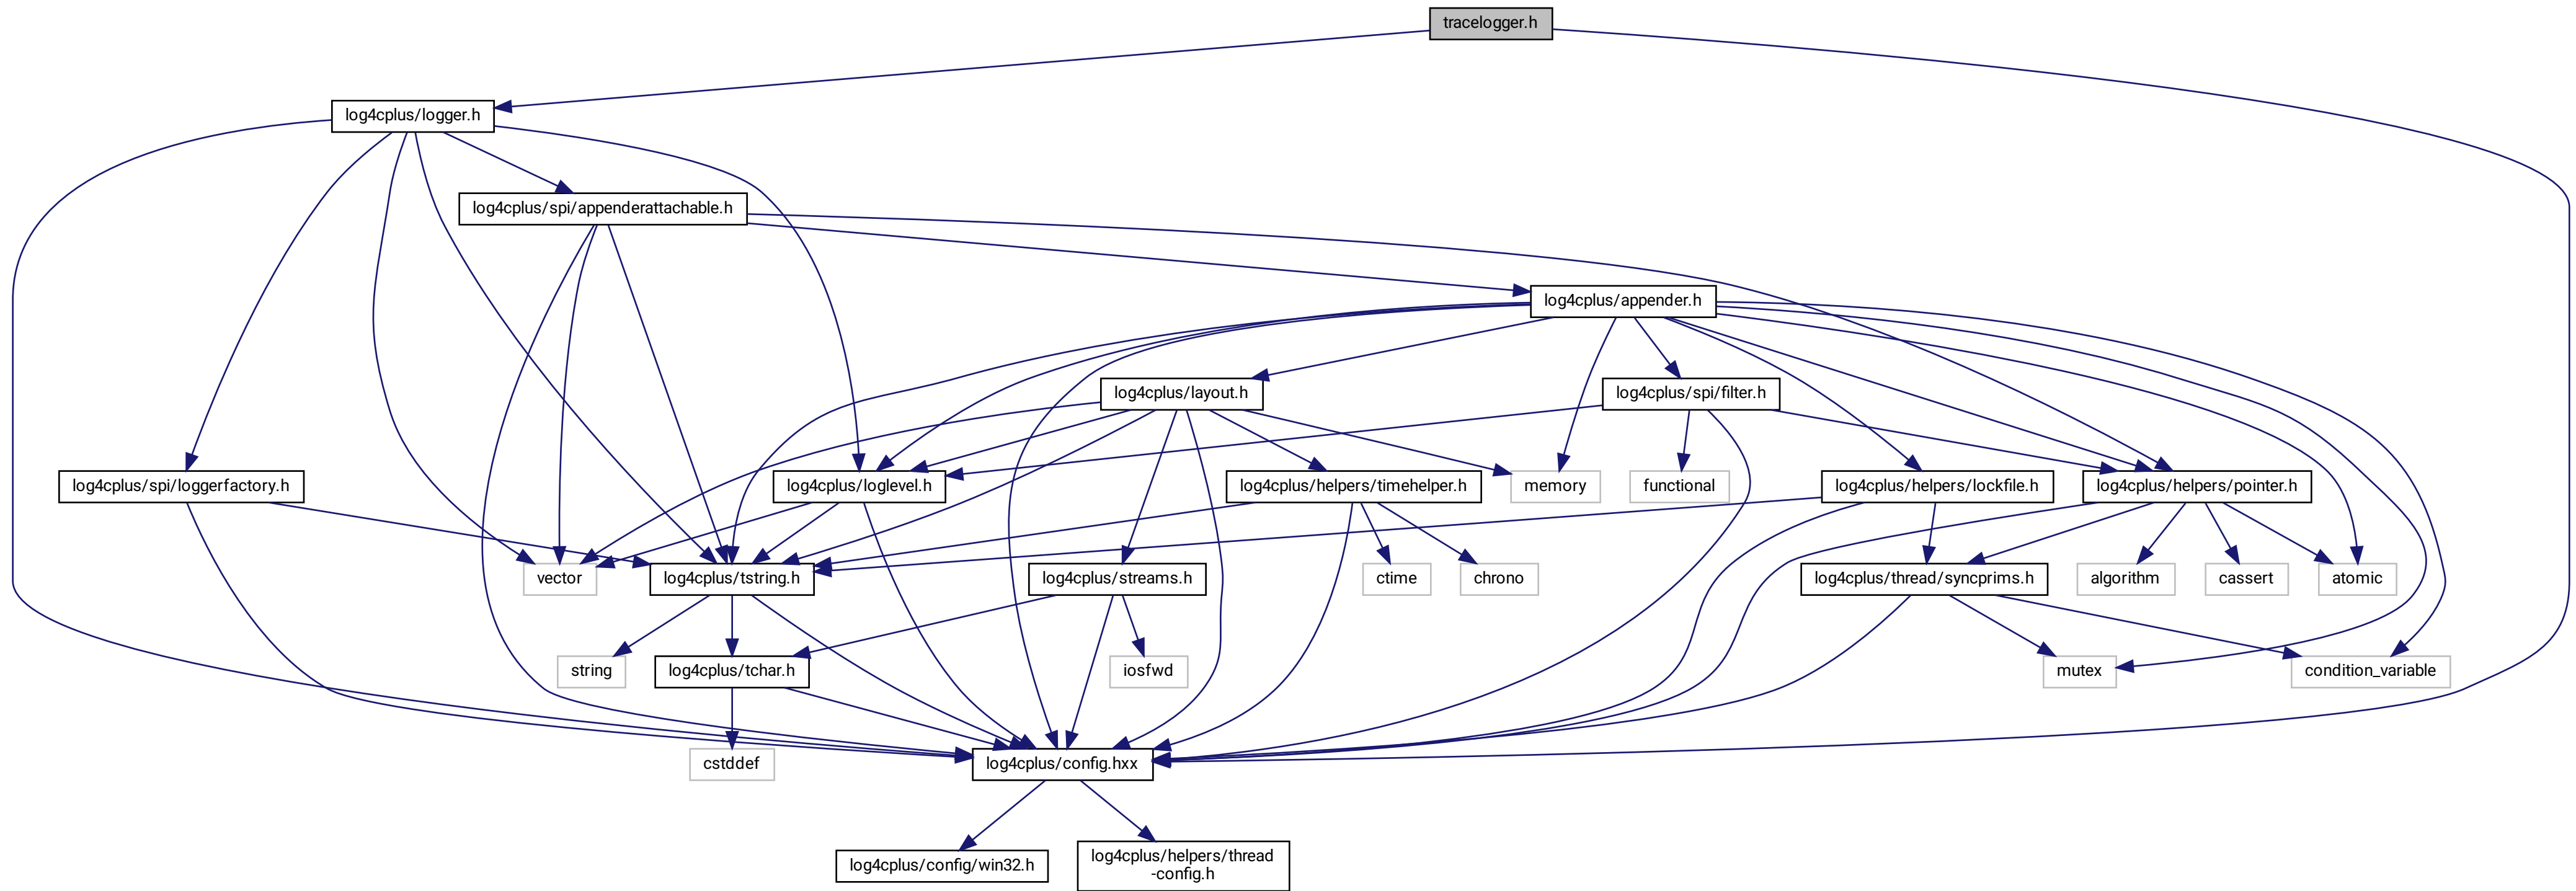 tracelogger.h
log4cplus/logger.h
log4cplus/spi/appenderattachable.h
log4cplus/appender.h
log4cplus/layout.h
log4cplus/spi/filter.h
log4cplus/spi/loggerfactory.h
log4cplus/loglevel.h
log4cplus/helpers/timehelper.h
memory
functional
log4cplus/helpers/lockfile.h
log4cplus/helpers/pointer.h
vector
log4cplus/tstring.h
log4cplus/streams.h
ctime
chrono
log4cplus/thread/syncprims.h
algorithm
cassert
atomic
string
log4cplus/tchar.h
iosfwd
mutex
condition_variable
cstddef
log4cplus/config.hxx
log4cplus/config/win32.h
log4cplus/helpers/thread
-config.h